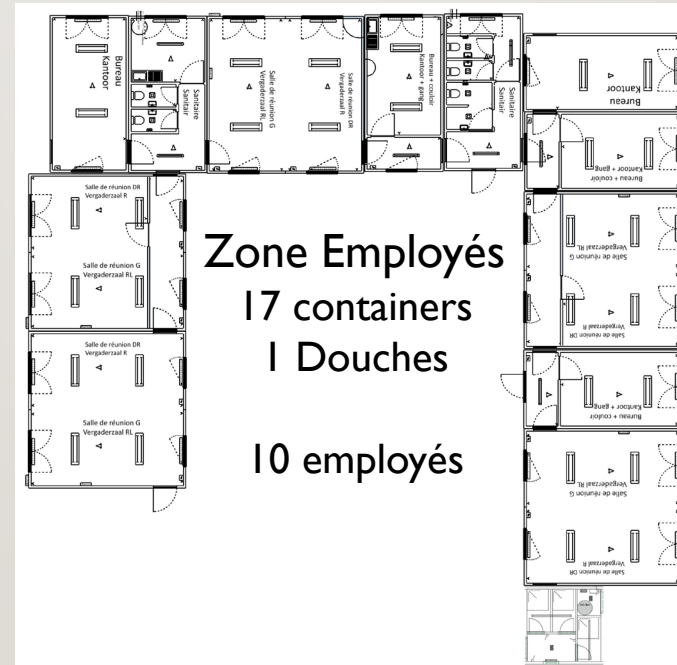 Bureau
Kantoor
Sanitaire
Sanitair
Salle de réunion G
Vergaderzaal RL
Salle de réunion DR
Vergaderzaal R
Bureau + couloir
Kantoor + gang
Sanitaire
Sanitair
Bureau
Kantoor
Bureau + couloir
Kantoor + gang
Salle de réunion G
Vergaderzaal RL
Salle de réunion DR
Vergaderzaal R
Bureau + couloir
Kantoor + gang
Salle de réunion G
Vergaderzaal RL
Salle de réunion DR
Vergaderzaal R
Salle de réunion DR
Vergaderzaal R
Salle de réunion G
Vergaderzaal RL
Salle de réunion DR
Vergaderzaal R
Salle de réunion G
Vergaderzaal RL
Zone Employés
17 containers
1 Douches
10 employés